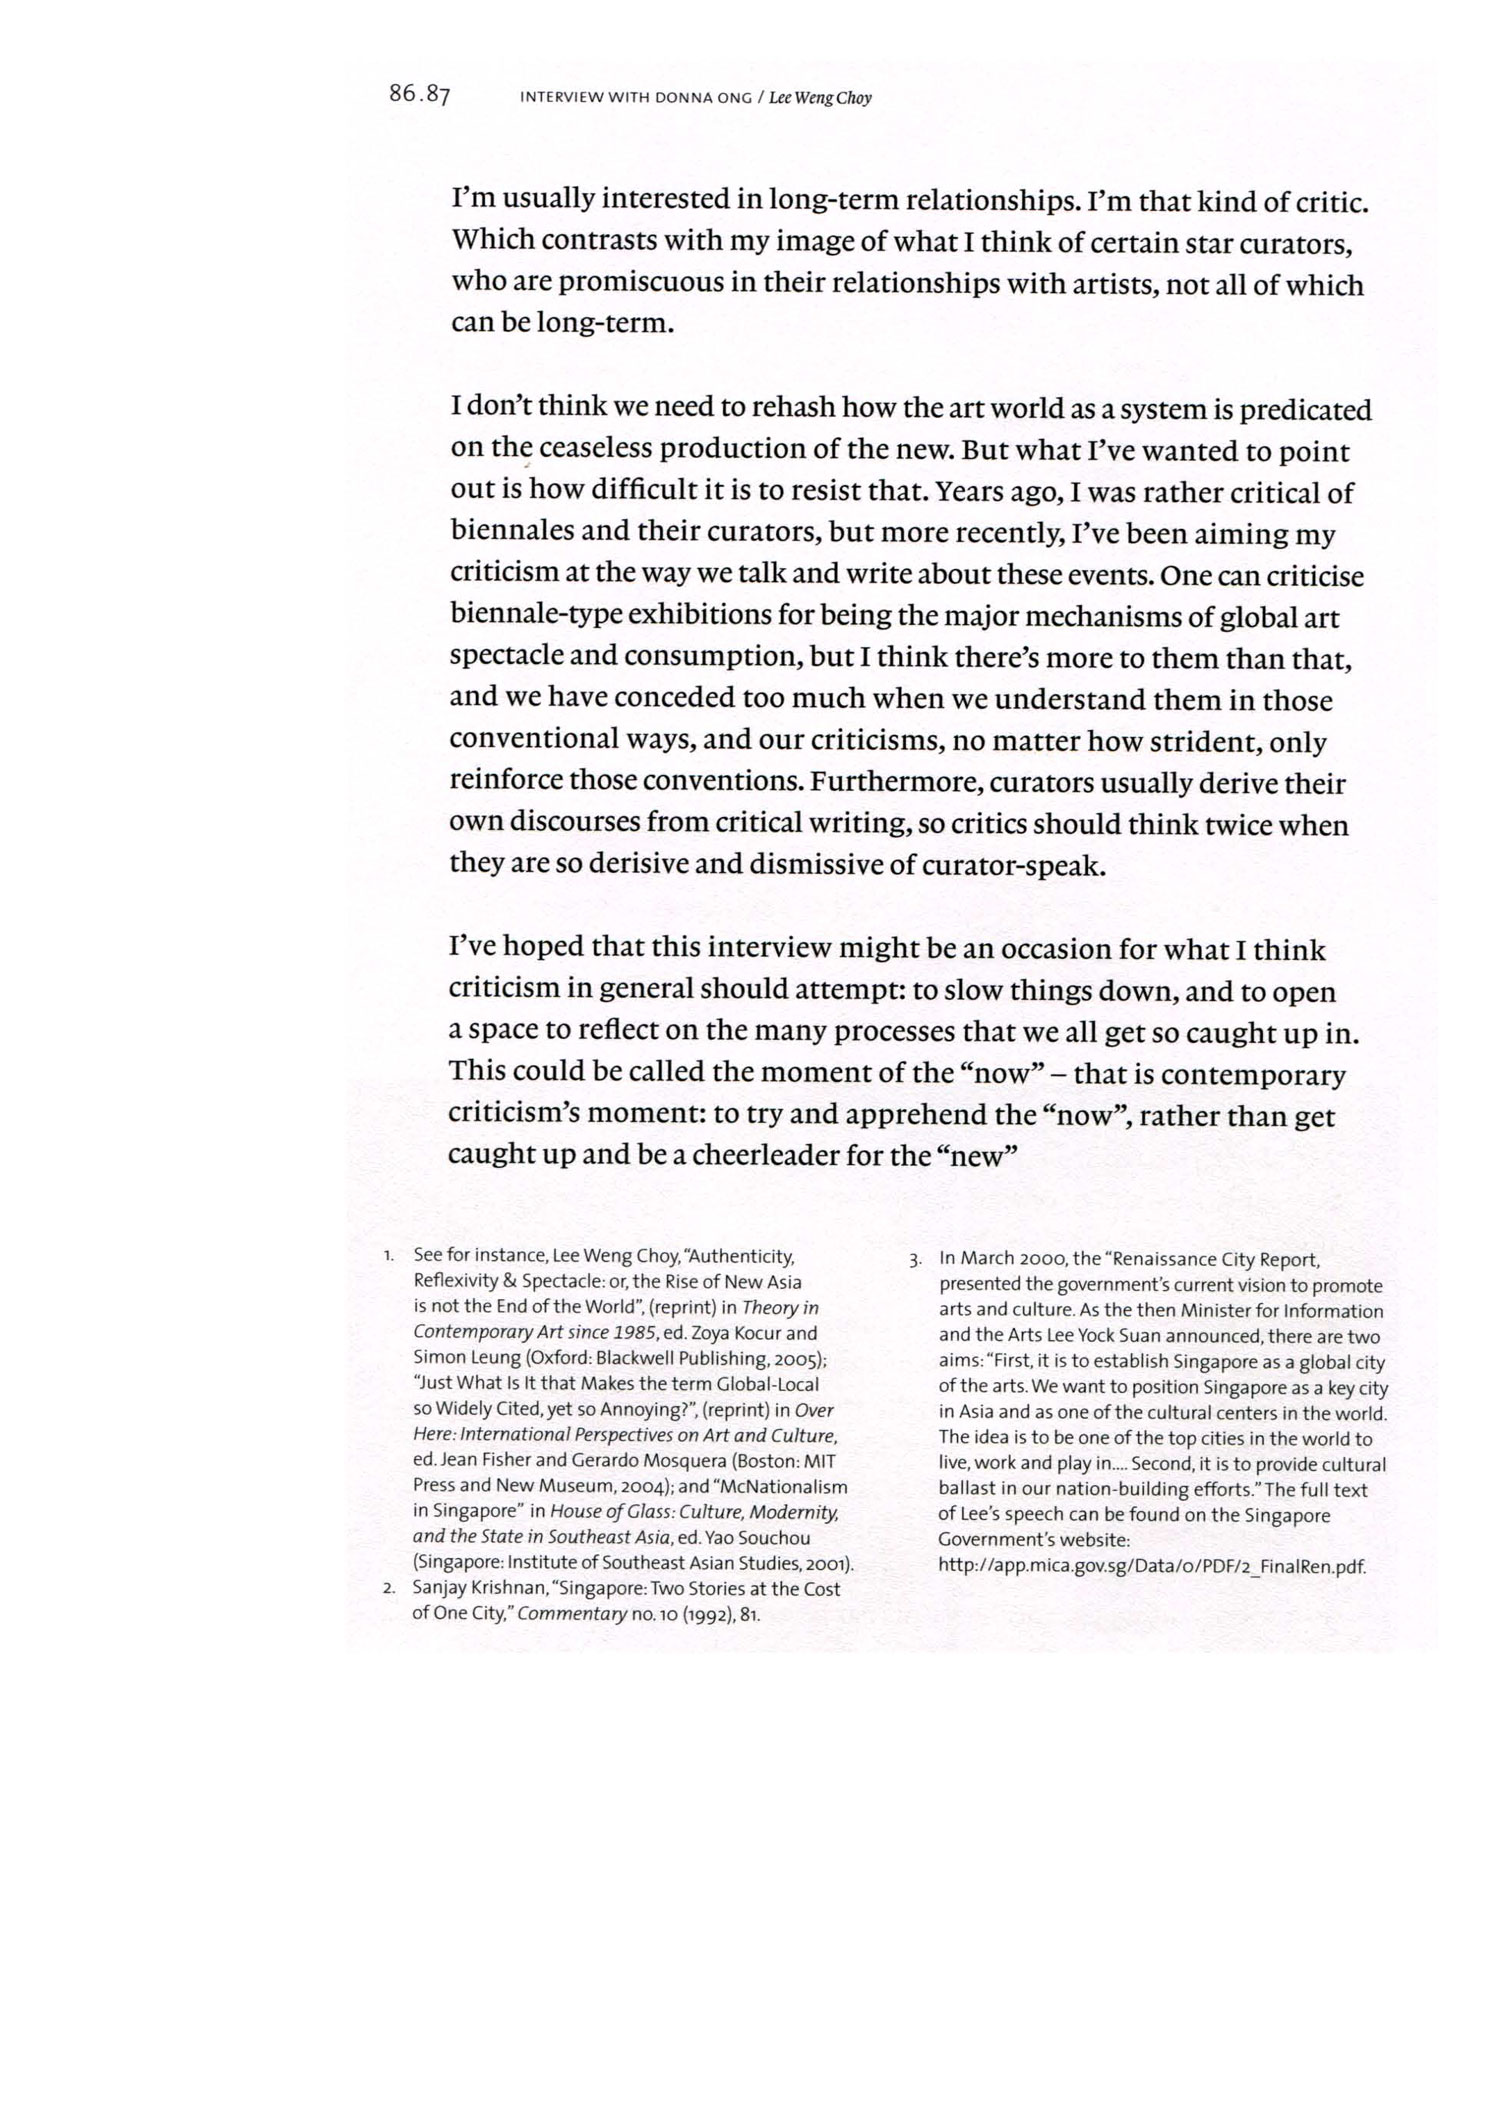 86.87 INTERVIEW WITH DONNA ONG / Lee Weng Choy
I’m usually interested in long-term relationships. I’m that kind of critic.
Which contrasts with my image of what I think of certain star curators,
who are promiscuous in their relationships with artists, not all of which
can be long-term.
I don’t think we need to rehash how the art world as a system is predicated
on the ceaseless production of the new. But what I’ve wanted to point
out is how difficult it is to resist that. Years ago, I was rather critical of
biennales and their curators, but more recently, I’ve been aiming my
criticism at the way we talk and write about these events. One can criticise
biennale-type exhibitions for being the major mechanisms of global art
spectacle and consumption, but I think there’s more to them than that,
and we have conceded too much when we understand them in those
conventional ways, and our criticisms, no matter how strident, only
reinforce those conventions. Furthermore, curators usually derive their
own discourses from critical writing, so critics should think twice when
they are so derisive and dismissive of curator-speak.
I’ve hoped that this interview might be an occasion for what I think
criticism in general should attempt: to slow things down, and to open
a space to reflect on the many processes that we all get so caught up in.
This could be called the moment of the “now” – that is contemporary
criticism’s moment: to try and apprehend the “now”, rather than get
caught up and be a cheerleader for the “new”
1. See for instance, Lee Weng Choy, “Authenticity,
Reflexivity & Spectacle: or, the Rise of New Asia
is not the End of the World”, (reprint) in Theory in
Contemporary Art since 1985, ed. Zoya Kocur and
Simon Leung (Oxford: Blackwell Publishing, 2005);
“Just What Is It that Makes the term Global-Local
so Widely Cited, yet so Annoying?”, (reprint) in Over
Here: International Perspectives on Art and Culture,
ed. Jean Fisher and Gerardo Mosquera (Boston: MIT
Press and New Museum, 2004); and “McNationalism
in Singapore” in House of Glass: Culture, Modernity,
and the State in Southeast Asia, ed. Yao Souchou
(Singapore: Institute of Southeast Asian Studies, 2001).
2. Sanjay Krishnan, “Singapore: Two Stories at the Cost
of One City,” Commentary no. 10 (1992), 81.
3. In March 2000, the “Renaissance City Report,
presented the government’s current vision to promote
arts and culture. As the then Minister for Information
and the Arts Lee Yock Suan announced, there are two
aims: “First, it is to establish Singapore as a global city
of the arts. We want to position Singapore as a key city
in Asia and as one of the cultural centers in the world.
The idea is to be one of the top cities in the world to
live, work and play in.... Second, it is to provide cultural
ballast in our nation-building efforts.” The full text
of Lee’s speech can be found on the Singapore
Government’s website:
http://app.mica.gov.sg/Data/0/PDF/2_FinalRen.pdf.